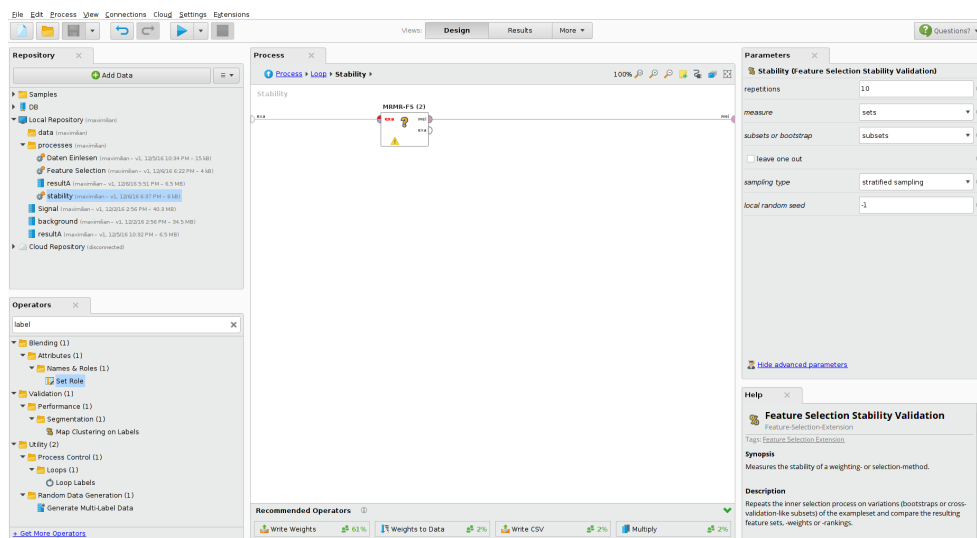 File Edit Process View Connections Cloud Settings Extensions
Views: Design Results More Questions?
Repository
Add Data
Samples
DB
Local Repository (maximilian)
data (maximilian)
processes (maximilian)
Daten Einlesen (maximilian – v1, 12/5/16 10:34 PM – 15 kB)
Feature Selection (maximilian – v1, 12/6/16 6:22 PM – 4 kB)
resultA (maximilian – v1, 12/6/16 5:51 PM – 6.5 MB)
stability (maximilian – v1, 12/6/16 6:37 PM – 6 kB)
Signal (maximilian – v1, 12/2/16 2:56 PM – 40.3 MB)
background (maximilian – v1, 12/2/16 2:56 PM – 34.5 MB)
resultA (maximilian – v1, 12/5/16 10:52 PM – 6.5 MB)
Cloud Repository (disconnected)
Operators
label
Blending (1)
Attributes (1)
Names & Roles (1)
Set Role
Validation (1)
Performance (1)
Segmentation (1)
Map Clustering on Labels
Utility (2)
Process Control (1)
Loops (1)
Loop Labels
Random Data Generation (1)
Generate Multi-Label Data
+ Get More Operators
Process
Process Loop Stability
100%
Stability
MRMR-FS (2)
exa
exa
wei
exa
wei
Recommended Operators
Write Weights 61% Weights to Data 2% Write CSV 2% Multiply 2%
Parameters
Stability (Feature Selection Stability Validation)
repetitions 10
measure sets
subsets or bootstrap subsets
leave one out
sampling type stratified sampling
local random seed -1
Hide advanced parameters
Help
Feature Selection Stability Validation
Feature-Selection-Extension
Tags: Feature Selection Extension
Synopsis
Measures the stability of a weighting- or selection-method.
Description
Repeats the inner selection process on variations (bootstraps or cross-
validation-like subsets) of the exampleset and compare the resulting
feature sets, -weights or -rankings.